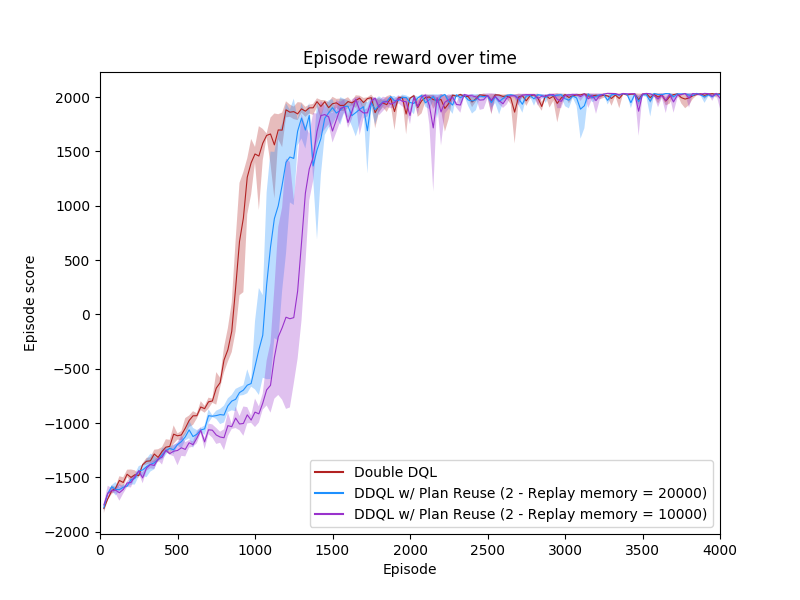 Episode reward over time
Episode score
2000
1500
1000
500
0
−500
−1000
−1500
−2000
Double DQL
DDQL w/ Plan Reuse (2 - Replay memory = 20000)
DDQL w/ Plan Reuse (2 - Replay memory = 10000)
0 500 1000 1500 2000 2500 3000 3500 4000
Episode